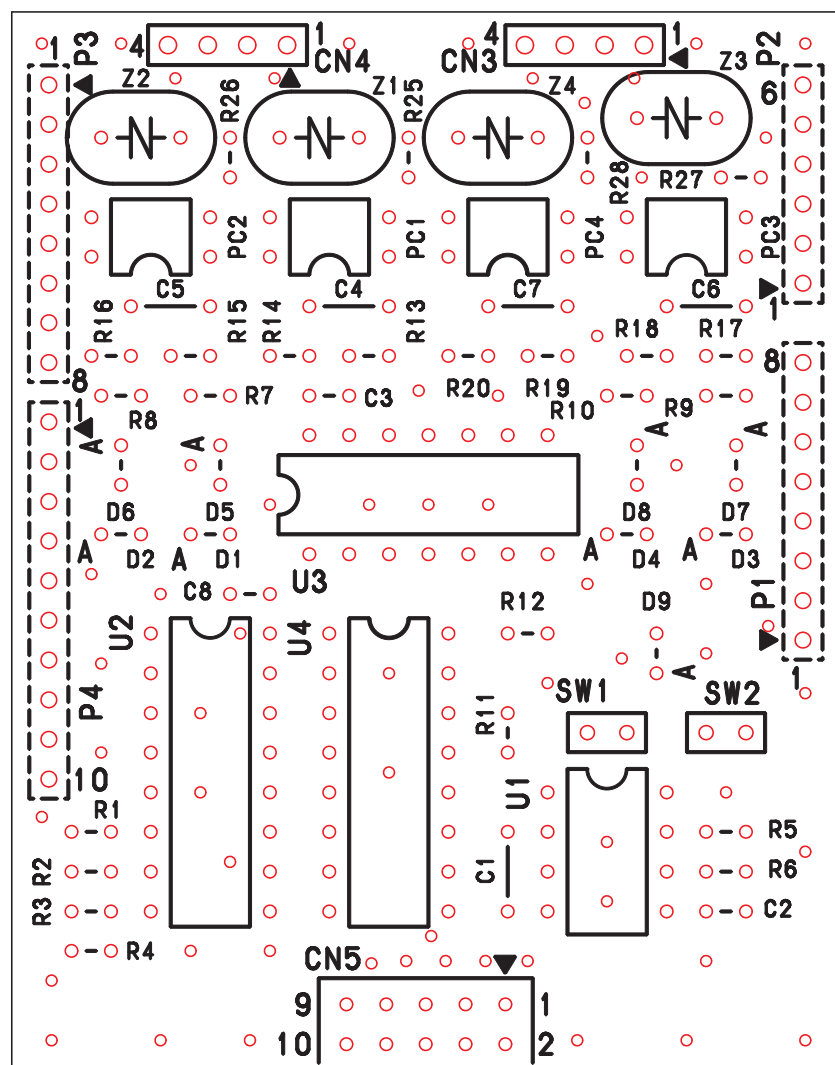 1
P3
4
1
CN4
CN3
4
1
Z3
P2
Z2
R26
Z1
R25
Z4
6
R28
R27
PC2
PC1
PC4
PC3
C5
C4
C7
C6
1
R16
R15
R14
R13
R18
R17
8
R8
R7
C3
R20
R19
R10
R9
8
1
A
A
A
A
D6
D5
D8
D7
A
D2
A
D1
A
D4
A
D3
C8
U3
U2
U4
R12
D9
P1
A
1
P4
R11
SW1
SW2
10
U1
R1
R5
R2
C1
R6
R3
C2
R4
CN5
9
1
10
2